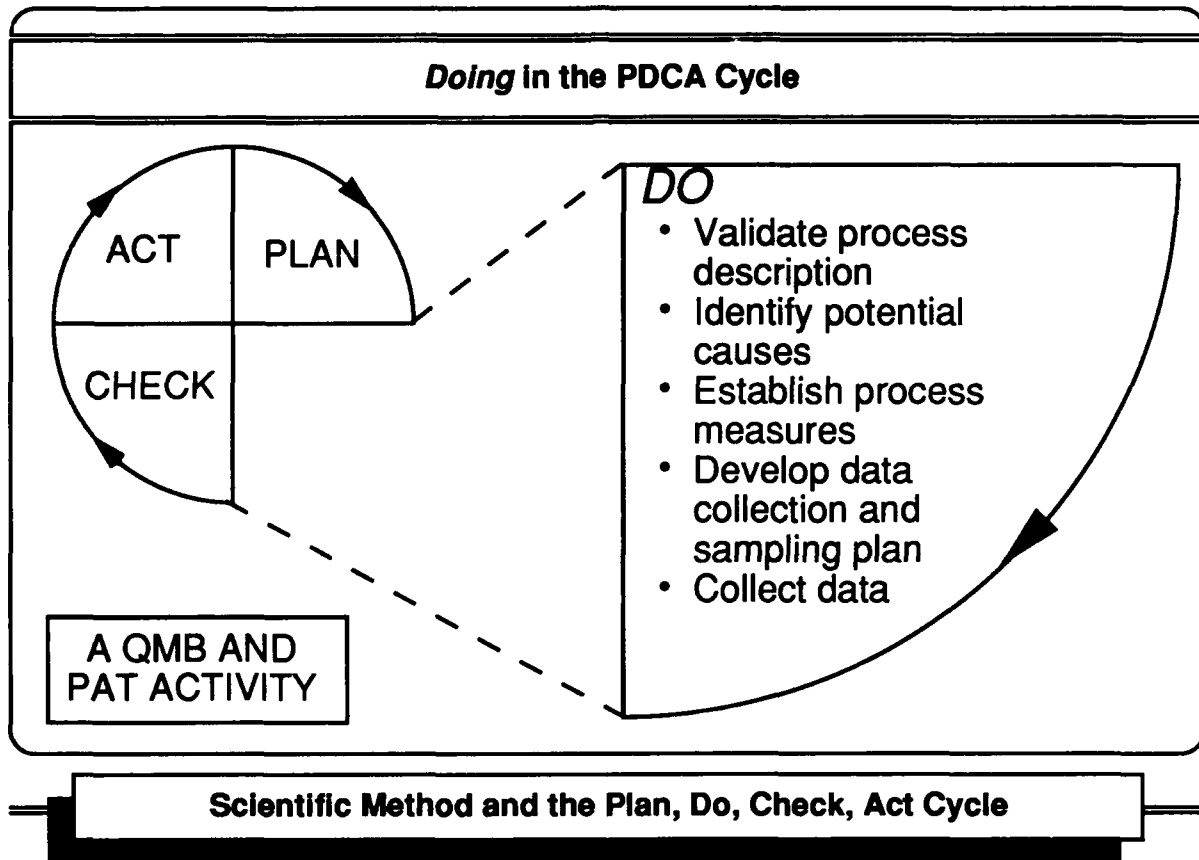 Doing in the PDCA Cycle
ACT
PLAN
CHECK
DO
• Validate process
description
• Identify potential
causes
• Establish process
measures
• Develop data
collection and
sampling plan
• Collect data
A QMB AND
PAT ACTIVITY
Scientific Method and the Plan, Do, Check, Act Cycle